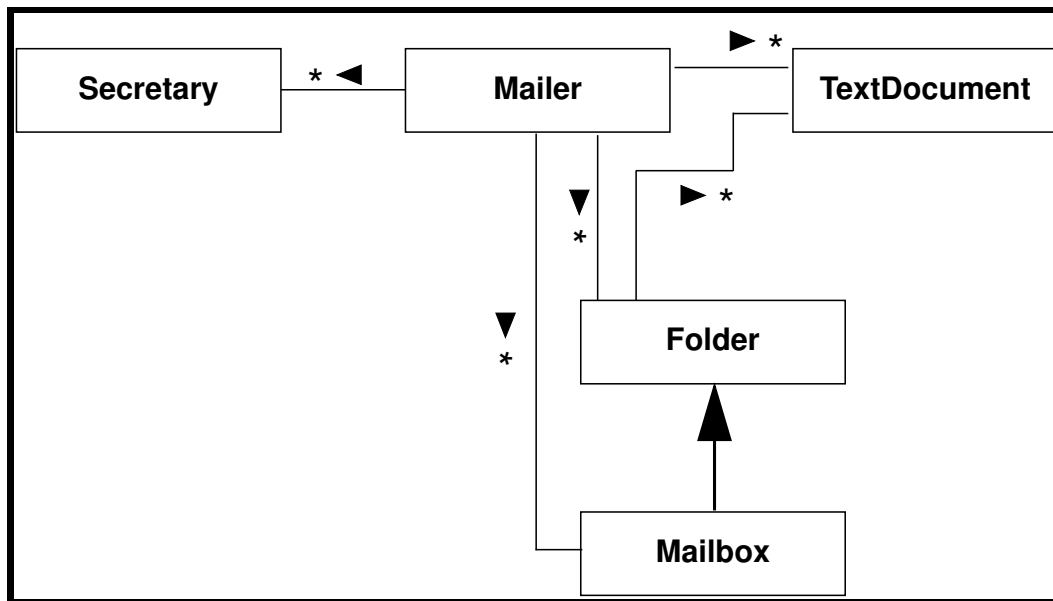 Secretary
* 
Mailer
*
TextDocument
*
*
*
Folder
Mailbox